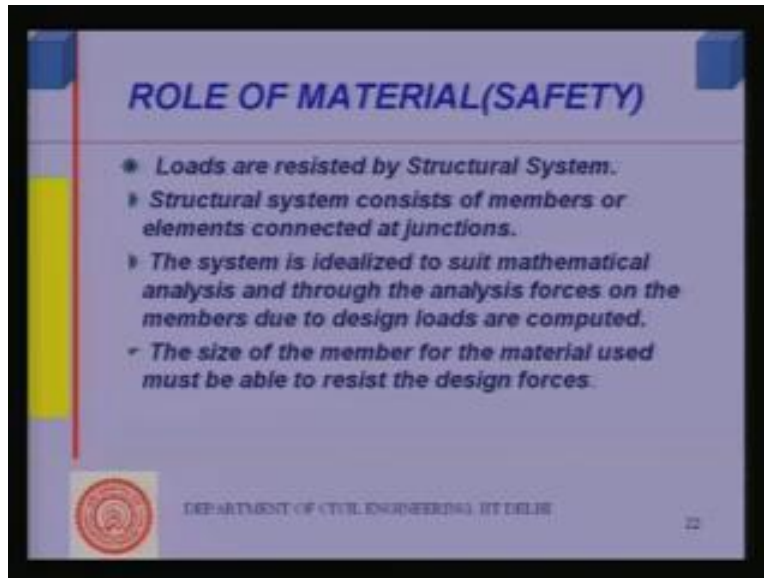 ROLE OF MATERIAL(SAFETY)
Loads are resisted by Structural System.
Structural system consists of members or
elements connected at junctions.
The system is idealized to suit mathematical
analysis and through the analysis forces on the
members due to design loads are computed.
The size of the member for the material used
must be able to resist the design forces.
DEPARTMENT OF CIVIL ENGINEERING, IIT DELHI
22